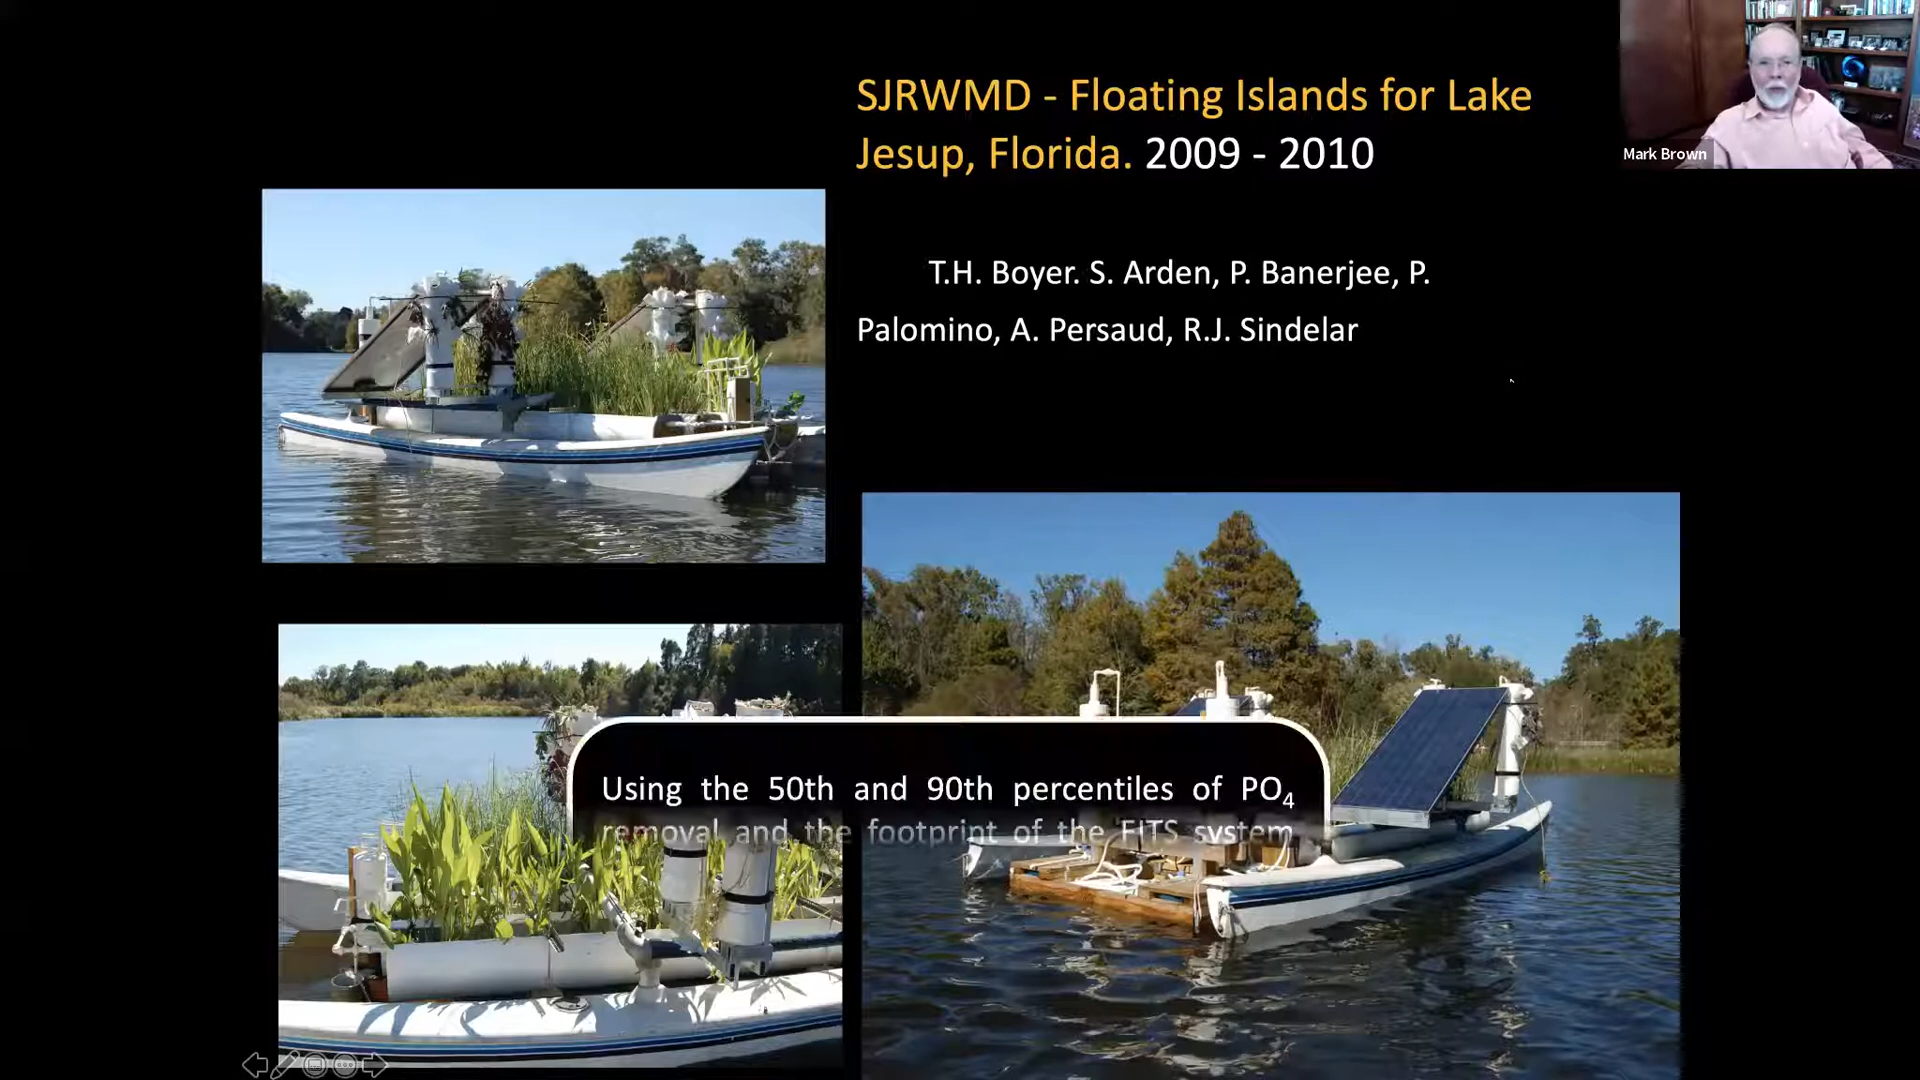 SJRWMD - Floating Islands for Lake
Jesup, Florida. 2009 - 2010
Mark Brown
T.H. Boyer. S. Arden, P. Banerjee, P.
Palomino, A. Persaud, R.J. Sindelar
Using the 50th and 90th percentiles of PO₄
removal and the footprint of the FITS system